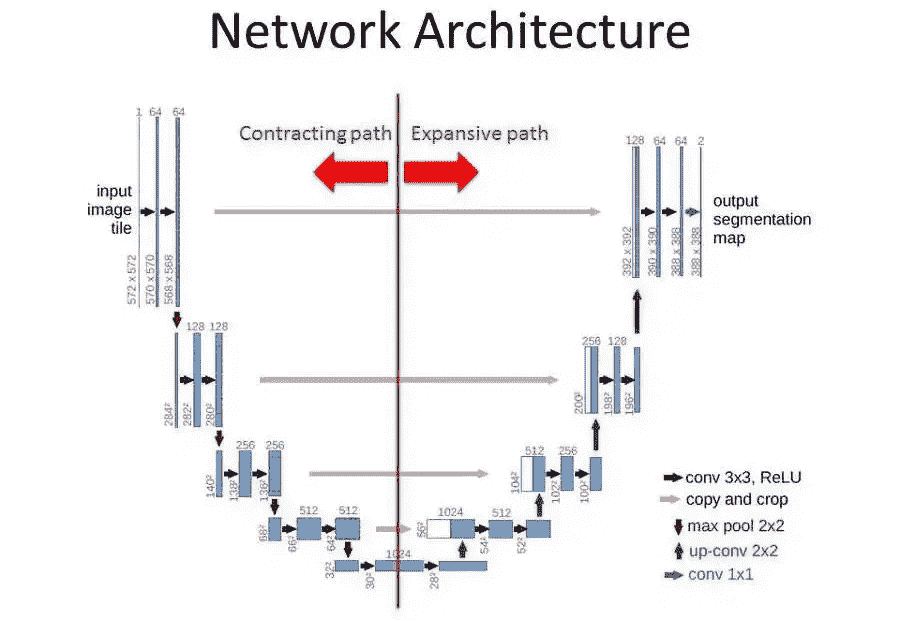 Network Architecture
Contracting path
Expansive path
1 64 64
input
image
tile
572 x 572
570 x 570
568 x 568
128 64 64 2
output
segmentation
map
392 x 392
390 x 390
388 x 388
388 x 388
128 128
284²
282²
280²
256 128
200²
198²
196²
256 256
140²
138²
136²
512 256
104²
102²
100²
512 512
68²
66²
64²
1024 512
56²
54²
52²
1024
32²
30²
28²
conv 3x3, ReLU
copy and crop
max pool 2x2
up-conv 2x2
conv 1x1